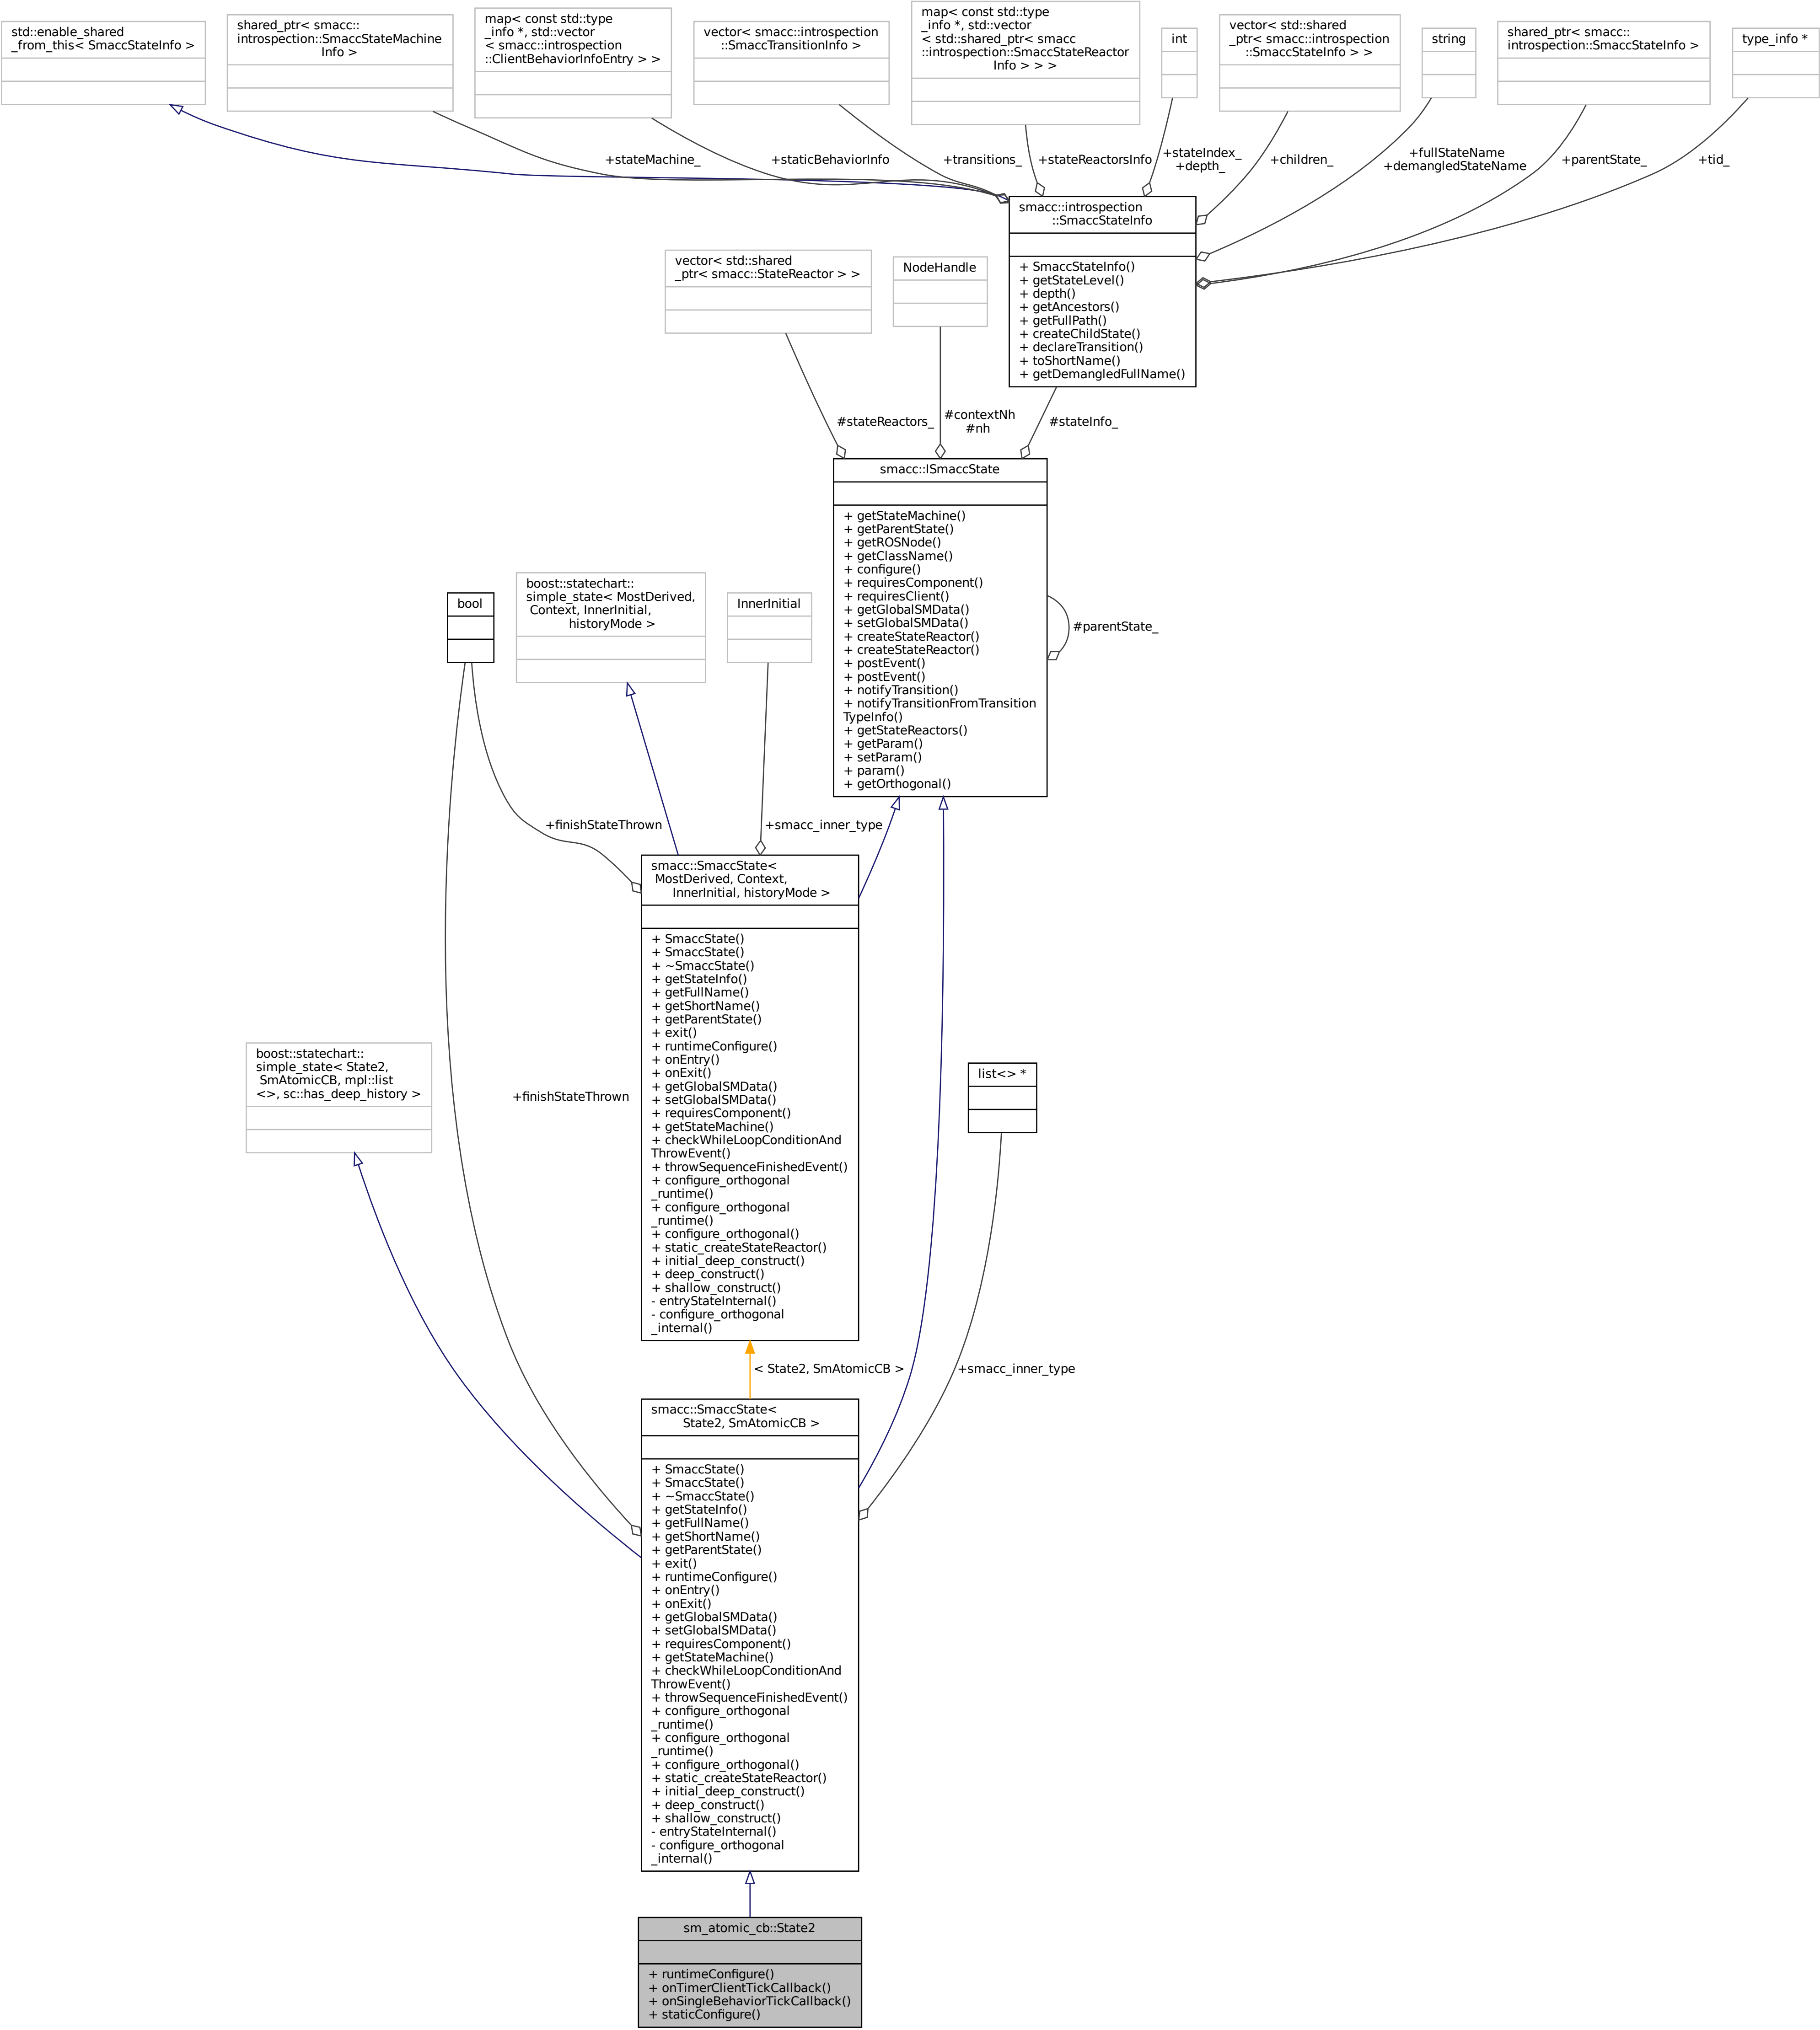 std::enable_shared
_from_this< SmaccStateInfo >
shared_ptr< smacc::
introspection::SmaccStateMachine
Info >
map< const std::type
_info *, std::vector
< smacc::introspection
::ClientBehaviorInfoEntry > >
vector< smacc::introspection
::SmaccTransitionInfo >
map< const std::type
_info *, std::vector
< std::shared_ptr< smacc
::introspection::SmaccStateReactor
Info > > >
int
vector< std::shared
_ptr< smacc::introspection
::SmaccStateInfo > >
string
shared_ptr< smacc::
introspection::SmaccStateInfo >
type_info *
+stateMachine_
+staticBehaviorInfo
+transitions_
+stateReactorsInfo
+stateIndex_
+depth_
+children_
+fullStateName
+demangledStateName
+parentState_
+tid_
smacc::introspection
::SmaccStateInfo
+ SmaccStateInfo()
+ getStateLevel()
+ depth()
+ getAncestors()
+ getFullPath()
+ createChildState()
+ declareTransition()
+ toShortName()
+ getDemangledFullName()
vector< std::shared
_ptr< smacc::StateReactor > >
NodeHandle
#stateReactors_
#contextNh
#nh
#stateInfo_
smacc::ISmaccState
+ getStateMachine()
+ getParentState()
+ getROSNode()
+ getClassName()
+ configure()
+ requiresComponent()
+ requiresClient()
+ getGlobalSMData()
+ setGlobalSMData()
+ createStateReactor()
+ createStateReactor()
+ postEvent()
+ postEvent()
+ notifyTransition()
+ notifyTransitionFromTransition
TypeInfo()
+ getStateReactors()
+ getParam()
+ setParam()
+ param()
+ getOrthogonal()
#parentState_
bool
boost::statechart::
simple_state< MostDerived,
Context, InnerInitial,
historyMode >
InnerInitial
+finishStateThrown
+smacc_inner_type
smacc::SmaccState<
MostDerived, Context,
InnerInitial, historyMode >
+ SmaccState()
+ SmaccState()
+ ~SmaccState()
+ getStateInfo()
+ getFullName()
+ getShortName()
+ getParentState()
+ exit()
+ runtimeConfigure()
+ onEntry()
+ onExit()
+ getGlobalSMData()
+ setGlobalSMData()
+ requiresComponent()
+ getStateMachine()
+ checkWhileLoopConditionAnd
ThrowEvent()
+ throwSequenceFinishedEvent()
+ configure_orthogonal
_runtime()
+ configure_orthogonal
_runtime()
+ configure_orthogonal()
+ static_createStateReactor()
+ initial_deep_construct()
+ deep_construct()
+ shallow_construct()
- entryStateInternal()
- configure_orthogonal
_internal()
boost::statechart::
simple_state< State2,
SmAtomicCB, mpl::list
<>, sc::has_deep_history >
+finishStateThrown
list<> *
< State2, SmAtomicCB >
+smacc_inner_type
smacc::SmaccState<
State2, SmAtomicCB >
+ SmaccState()
+ SmaccState()
+ ~SmaccState()
+ getStateInfo()
+ getFullName()
+ getShortName()
+ getParentState()
+ exit()
+ runtimeConfigure()
+ onEntry()
+ onExit()
+ getGlobalSMData()
+ setGlobalSMData()
+ requiresComponent()
+ getStateMachine()
+ checkWhileLoopConditionAnd
ThrowEvent()
+ throwSequenceFinishedEvent()
+ configure_orthogonal
_runtime()
+ configure_orthogonal
_runtime()
+ configure_orthogonal()
+ static_createStateReactor()
+ initial_deep_construct()
+ deep_construct()
+ shallow_construct()
- entryStateInternal()
- configure_orthogonal
_internal()
sm_atomic_cb::State2
+ runtimeConfigure()
+ onTimerClientTickCallback()
+ onSingleBehaviorTickCallback()
+ staticConfigure()